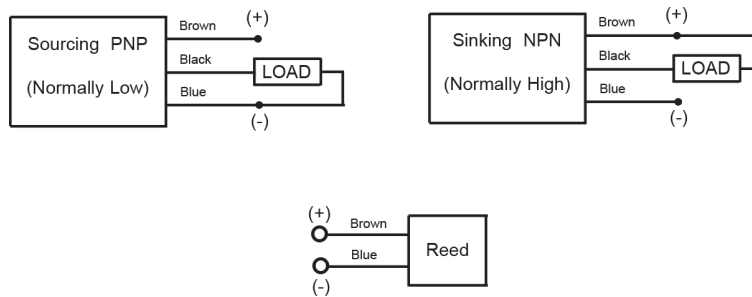 Sourcing PNP
(Normally Low)
Brown
(+)
Black
LOAD
Blue
(-)
Sinking NPN
(Normally High)
Brown
(+)
Black
LOAD
Blue
(-)
(+)
Brown
Blue
(-)
Reed